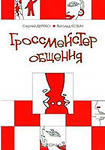 Сергей ДЕРЯБО Витольд ЯСВИН
Гроссмейстер
общения